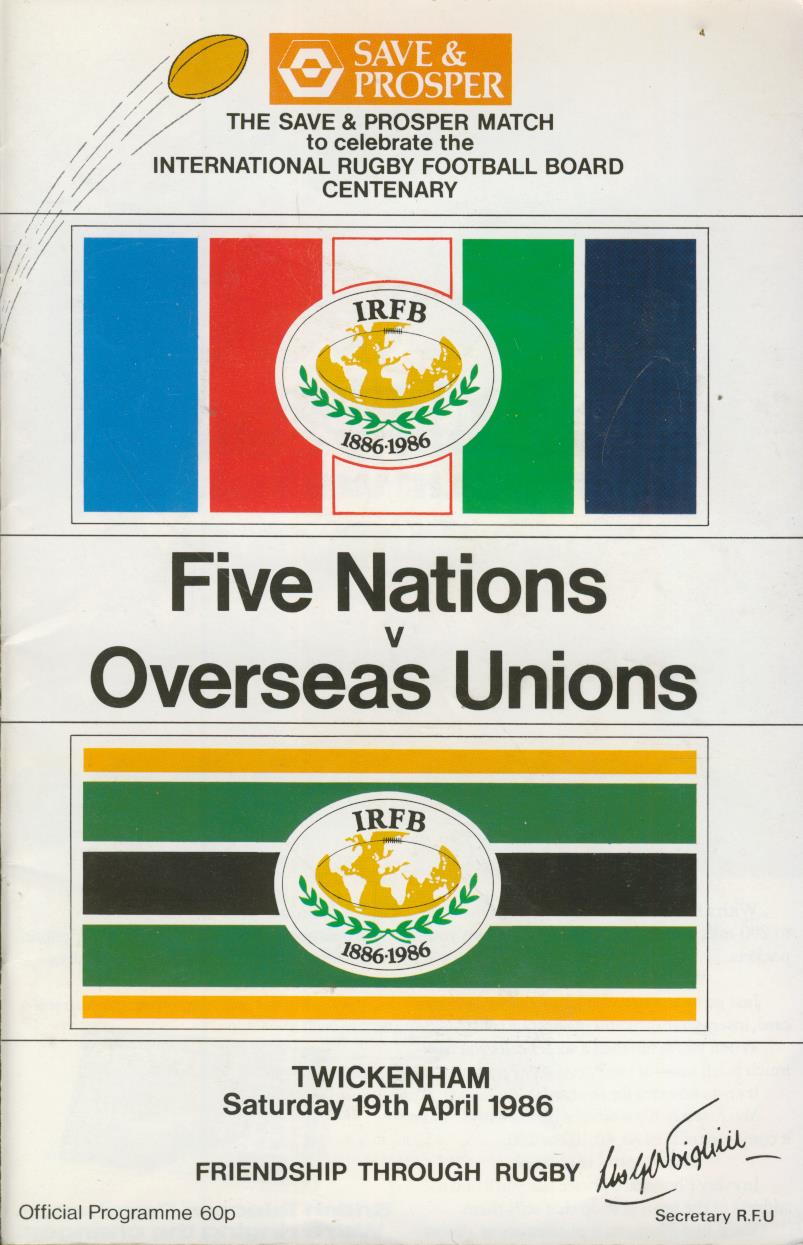 SAVE &
PROSPER
THE SAVE & PROSPER MATCH
to celebrate the
INTERNATIONAL RUGBY FOOTBALL BOARD
CENTENARY
IRFB
1886·1986
Five Nations
v
Overseas Unions
IRFB
1886·1986
TWICKENHAM
Saturday 19th April 1986
FRIENDSHIP THROUGH RUGBY
Official Programme 60p
Secretary R.F.U